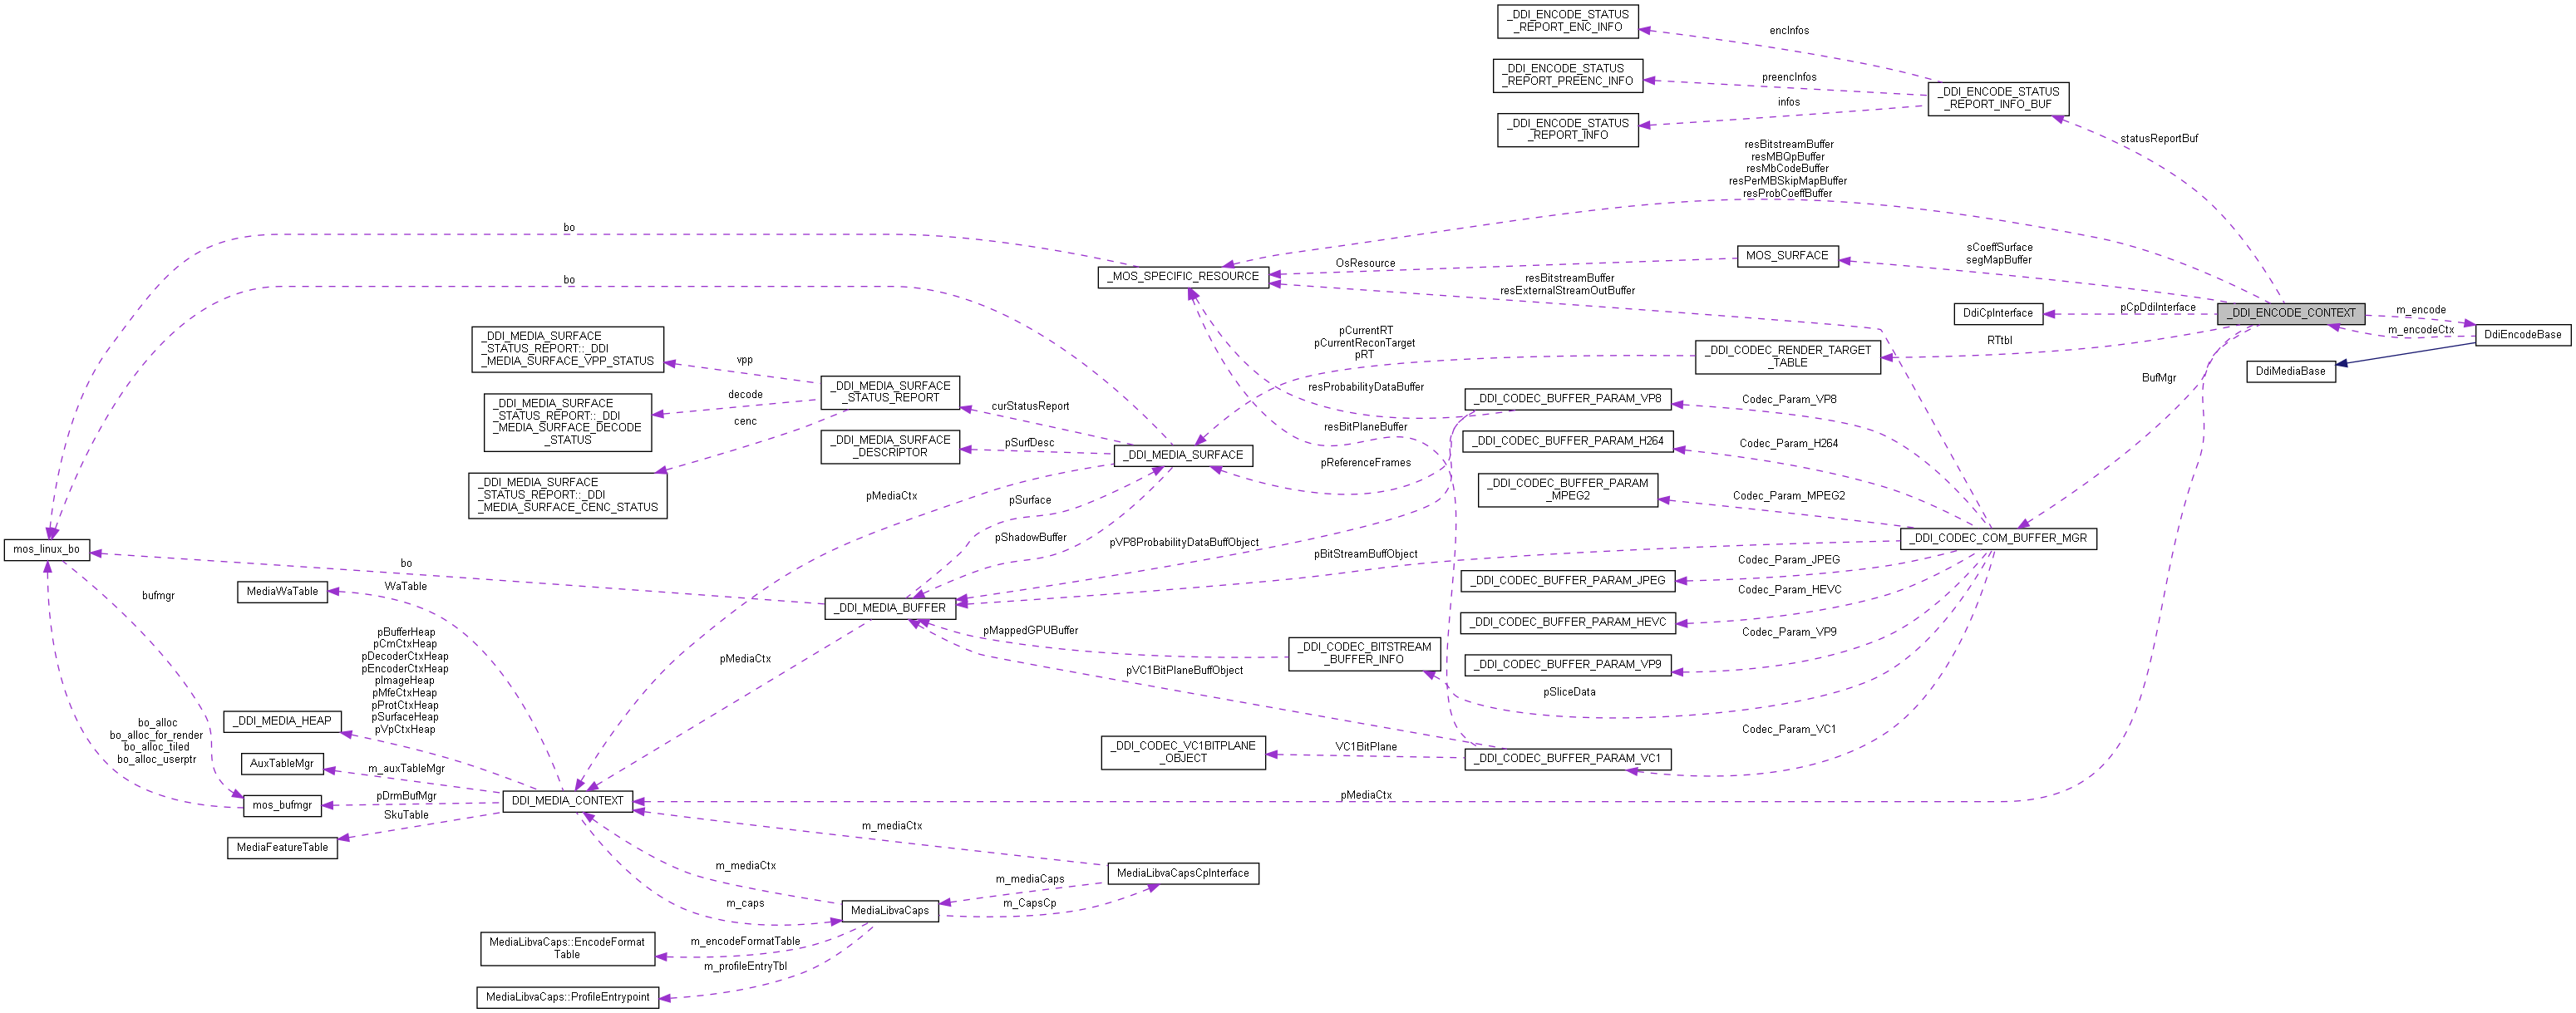 _DDI_ENCODE_STATUS
_REPORT_ENC_INFO
encInfos
_DDI_ENCODE_STATUS
_REPORT_PREENC_INFO
preencInfos
_DDI_ENCODE_STATUS
_REPORT_INFO_BUF
infos
_DDI_ENCODE_STATUS
_REPORT_INFO
statusReportBuf
resBitstreamBuffer
resMBQpBuffer
resMbCodeBuffer
resPerMBSkipMapBuffer
resProbCoeffBuffer
bo
bo
_MOS_SPECIFIC_RESOURCE
OsResource
MOS_SURFACE
sCoeffSurface
segMapBuffer
resBitstreamBuffer
resExternalStreamOutBuffer
DdiCpInterface
pCpDdiInterface
_DDI_ENCODE_CONTEXT
m_encode
m_encodeCtx
DdiEncodeBase
DdiMediaBase
RTtbl
BufMgr
_DDI_MEDIA_SURFACE
_STATUS_REPORT::_DDI
_MEDIA_SURFACE_VPP_STATUS
vpp
pCurrentRT
pCurrentReconTarget
pRT
_DDI_CODEC_RENDER_TARGET
_TABLE
_DDI_MEDIA_SURFACE
_STATUS_REPORT
_DDI_MEDIA_SURFACE
_STATUS_REPORT::_DDI
_MEDIA_SURFACE_DECODE
_STATUS
decode
cenc
curStatusReport
resProbabilityDataBuffer
_DDI_CODEC_BUFFER_PARAM_VP8
Codec_Param_VP8
_DDI_MEDIA_SURFACE
_DESCRIPTOR
pSurfDesc
resBitPlaneBuffer
_DDI_CODEC_BUFFER_PARAM_H264
Codec_Param_H264
_DDI_MEDIA_SURFACE
pReferenceFrames
_DDI_MEDIA_SURFACE
_STATUS_REPORT::_DDI
_MEDIA_SURFACE_CENC_STATUS
pMediaCtx
pSurface
_DDI_CODEC_BUFFER_PARAM
_MPEG2
Codec_Param_MPEG2
pShadowBuffer
pVP8ProbabilityDataBuffObject
pBitStreamBuffObject
_DDI_CODEC_COM_BUFFER_MGR
mos_linux_bo
bo
_DDI_CODEC_BUFFER_PARAM_JPEG
Codec_Param_JPEG
MediaWaTable
WaTable
bufmgr
_DDI_MEDIA_BUFFER
Codec_Param_HEVC
_DDI_CODEC_BUFFER_PARAM_HEVC
pMappedGPUBuffer
_DDI_CODEC_BITSTREAM
_BUFFER_INFO
Codec_Param_VP9
_DDI_CODEC_BUFFER_PARAM_VP9
pBufferHeap
pCmCtxHeap
pDecoderCtxHeap
pEncoderCtxHeap
pImageHeap
pMfeCtxHeap
pProtCtxHeap
pSurfaceHeap
pVpCtxHeap
pMediaCtx
pVC1BitPlaneBuffObject
pSliceData
_DDI_MEDIA_HEAP
bo_alloc
bo_alloc_for_render
bo_alloc_tiled
bo_alloc_userptr
Codec_Param_VC1
_DDI_CODEC_VC1BITPLANE
_OBJECT
VC1BitPlane
_DDI_CODEC_BUFFER_PARAM_VC1
AuxTableMgr
m_auxTableMgr
mos_bufmgr
pDrmBufMgr
DDI_MEDIA_CONTEXT
pMediaCtx
SkuTable
MediaFeatureTable
m_mediaCtx
m_mediaCtx
m_mediaCaps
MediaLibvaCapsCpInterface
m_caps
MediaLibvaCaps
m_CapsCp
MediaLibvaCaps::EncodeFormat
Table
m_encodeFormatTable
m_profileEntryTbl
MediaLibvaCaps::ProfileEntrypoint